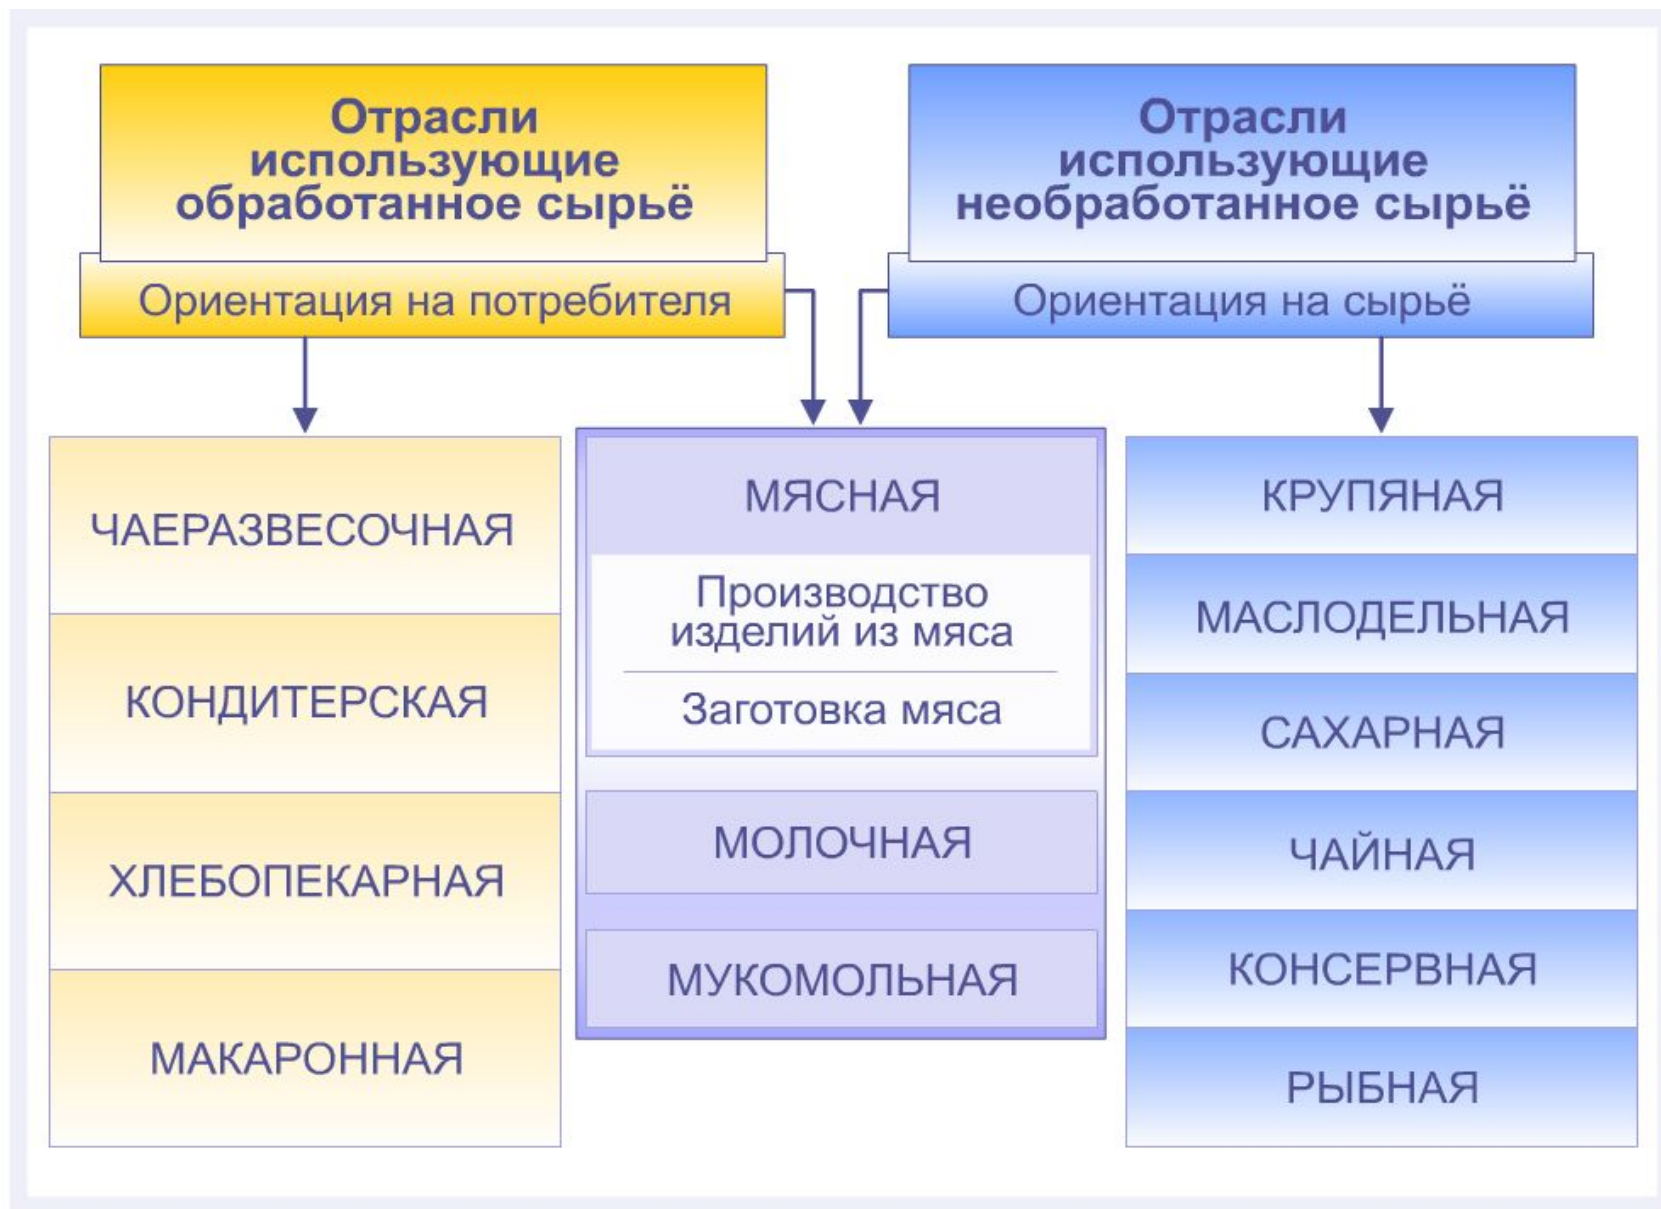 Отрасли
использующие
обработанное сырьё
Ориентация на потребителя
Отрасли
использующие
необработанное сырьё
Ориентация на сырьё
ЧАЕРАЗВЕСОЧНАЯ
КОНДИТЕРСКАЯ
ХЛЕБОПЕКАРНАЯ
МАКАРОННАЯ
МЯСНАЯ
Производство
изделий из мяса
Заготовка мяса
МОЛОЧНАЯ
МУКОМОЛЬНАЯ
КРУПЯНАЯ
МАСЛОДЕЛЬНАЯ
САХАРНАЯ
ЧАЙНАЯ
КОНСЕРВНАЯ
РЫБНАЯ